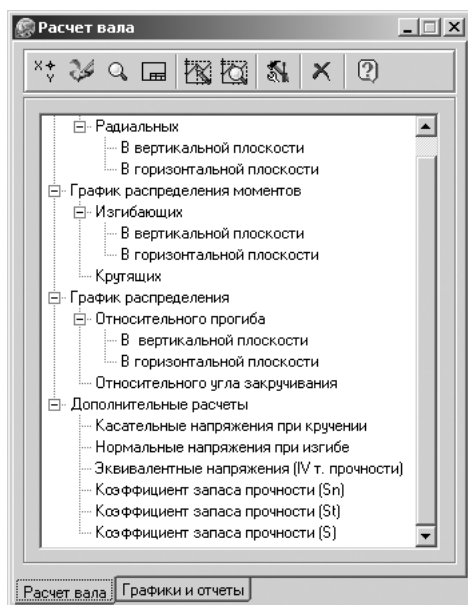 Расчет вала
Радиальных
В вертикальной плоскости
В горизонтальной плоскости
График распределения моментов
Изгибающих
В вертикальной плоскости
В горизонтальной плоскости
Крутящих
График распределения
Относительного прогиба
В вертикальной плоскости
В горизонтальной плоскости
Относительного угла закручивания
Дополнительные расчеты
Касательные напряжения при кручении
Нормальные напряжения при изгибе
Эквивалентные напряжения (IV т. прочности)
Коэффициент запаса прочности (Sn)
Коэффициент запаса прочности (St)
Коэффициент запаса прочности (S)
Расчет вала Графики и отчеты